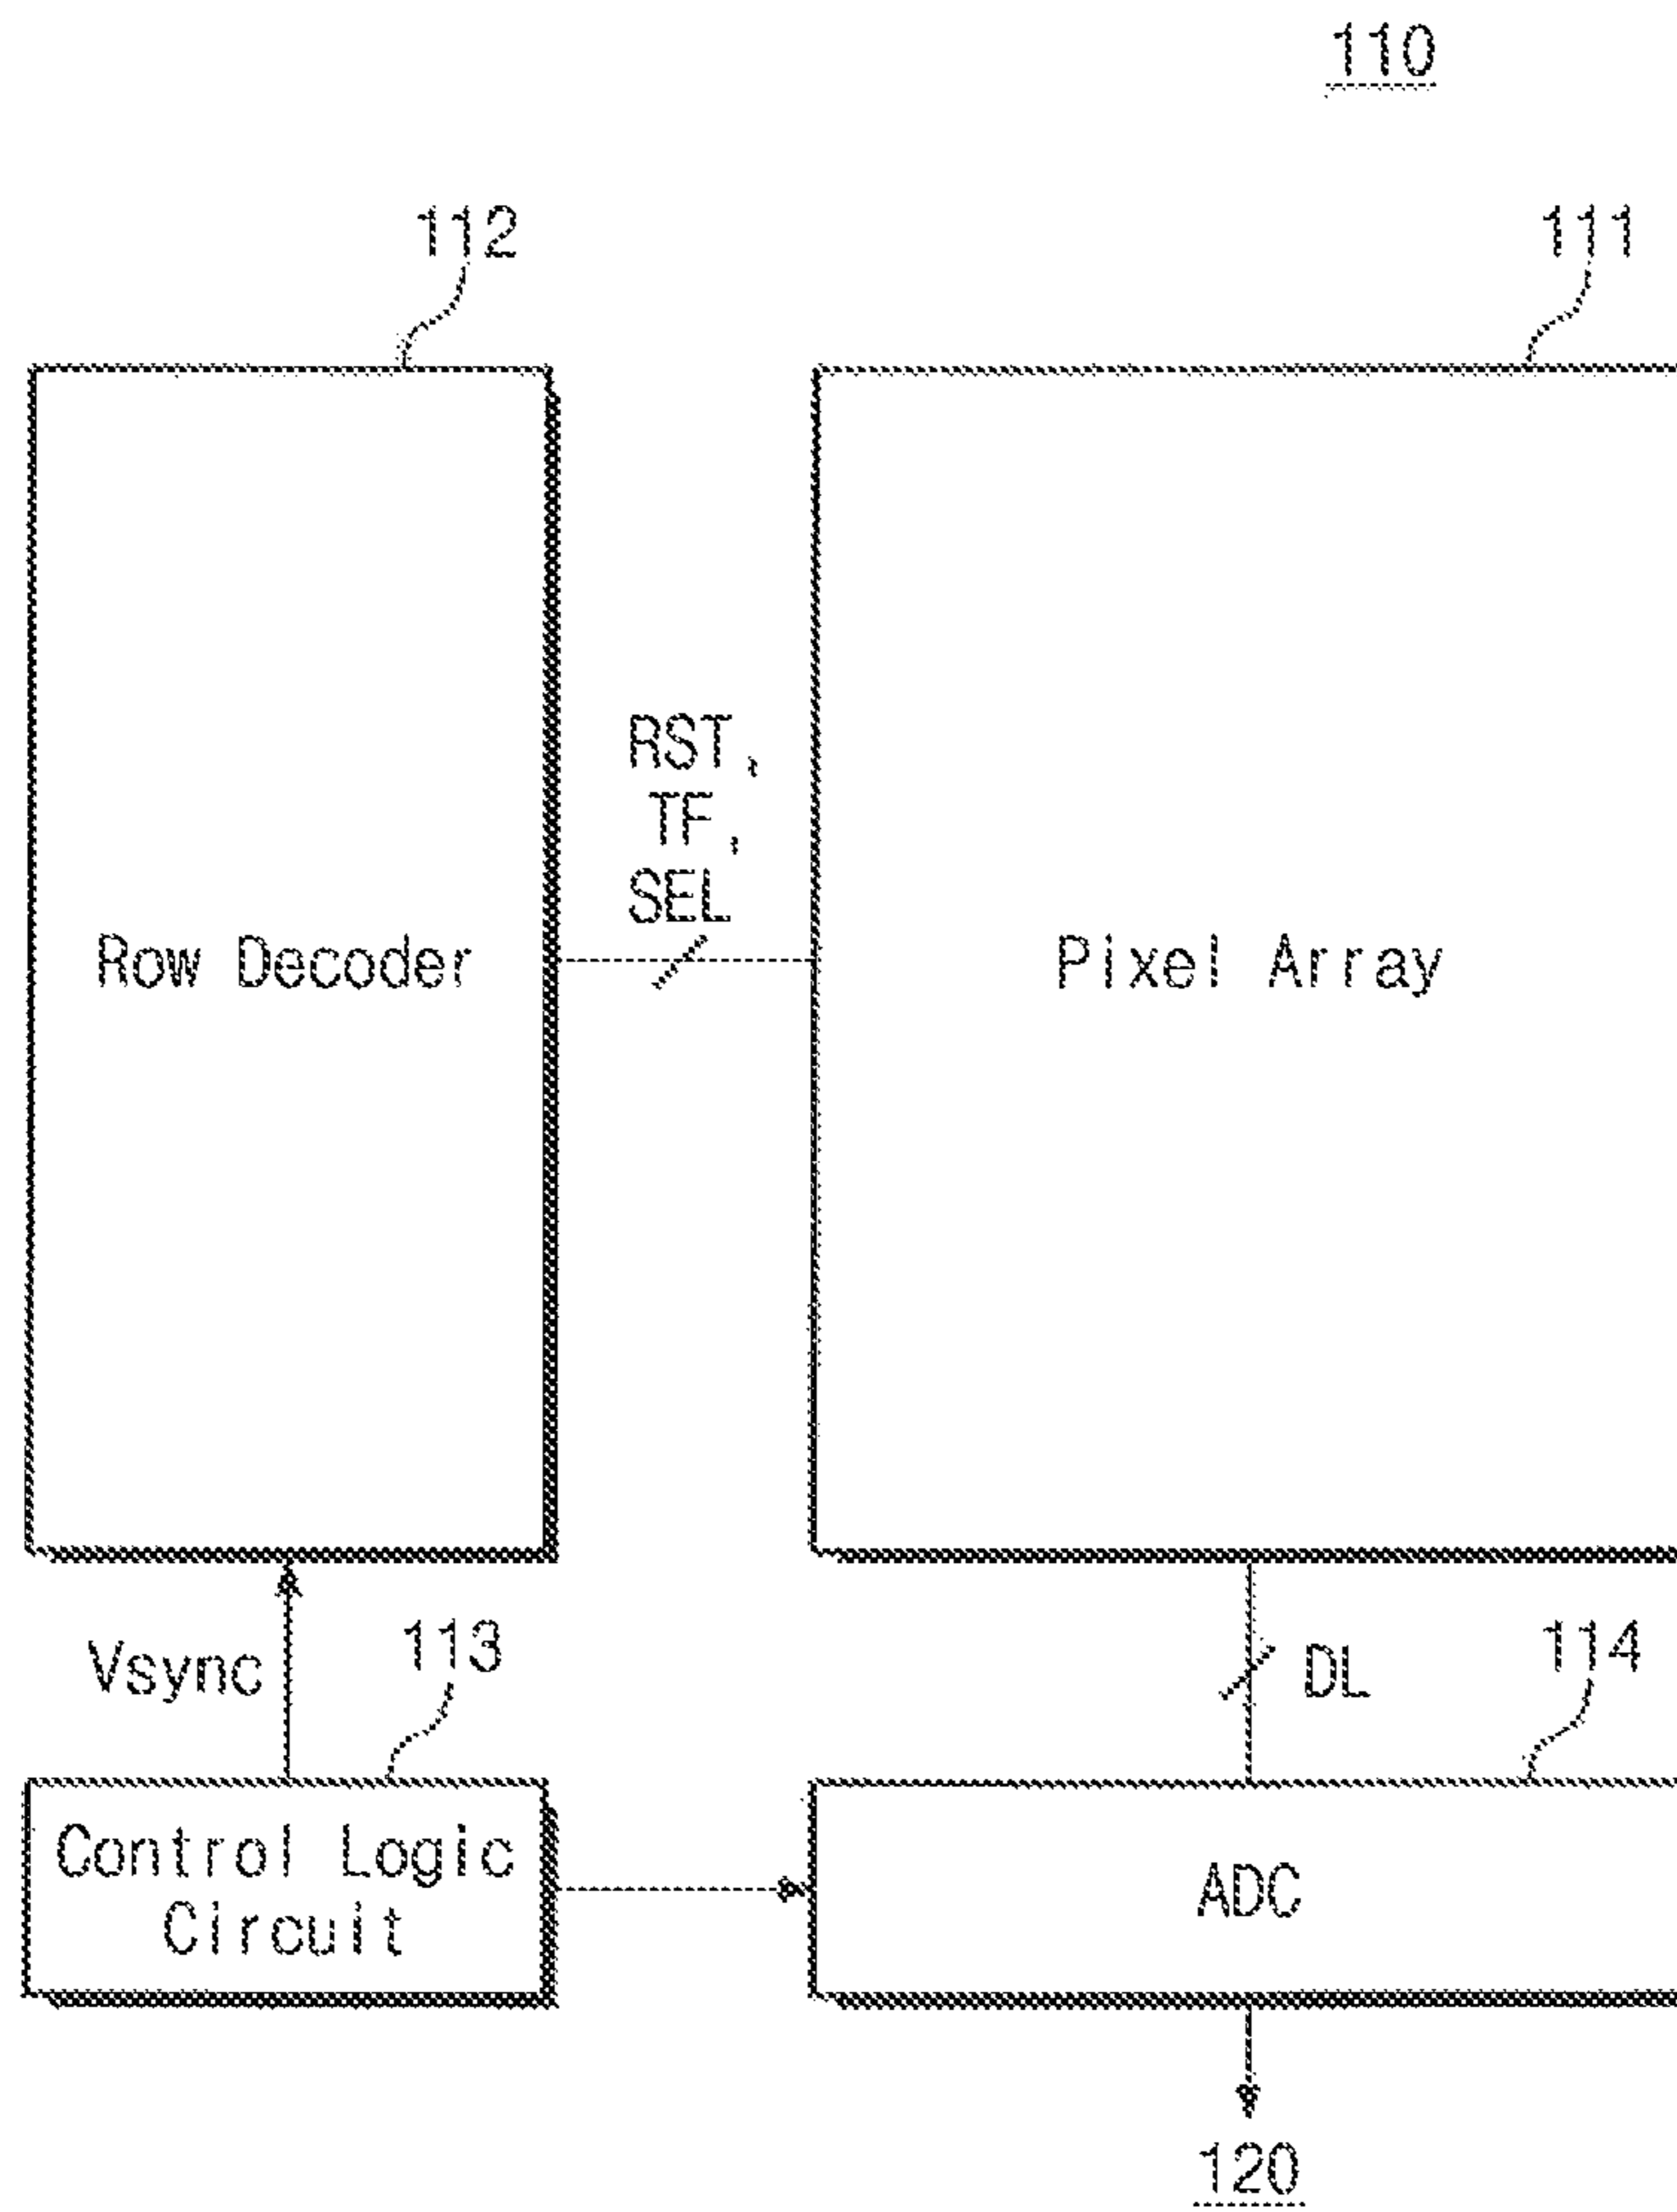 110
112
111
RST,
TF,
SEL
Row Decoder
Pixel Array
Vsync
113
DL
114
Control Logic
Circuit
ADC
120